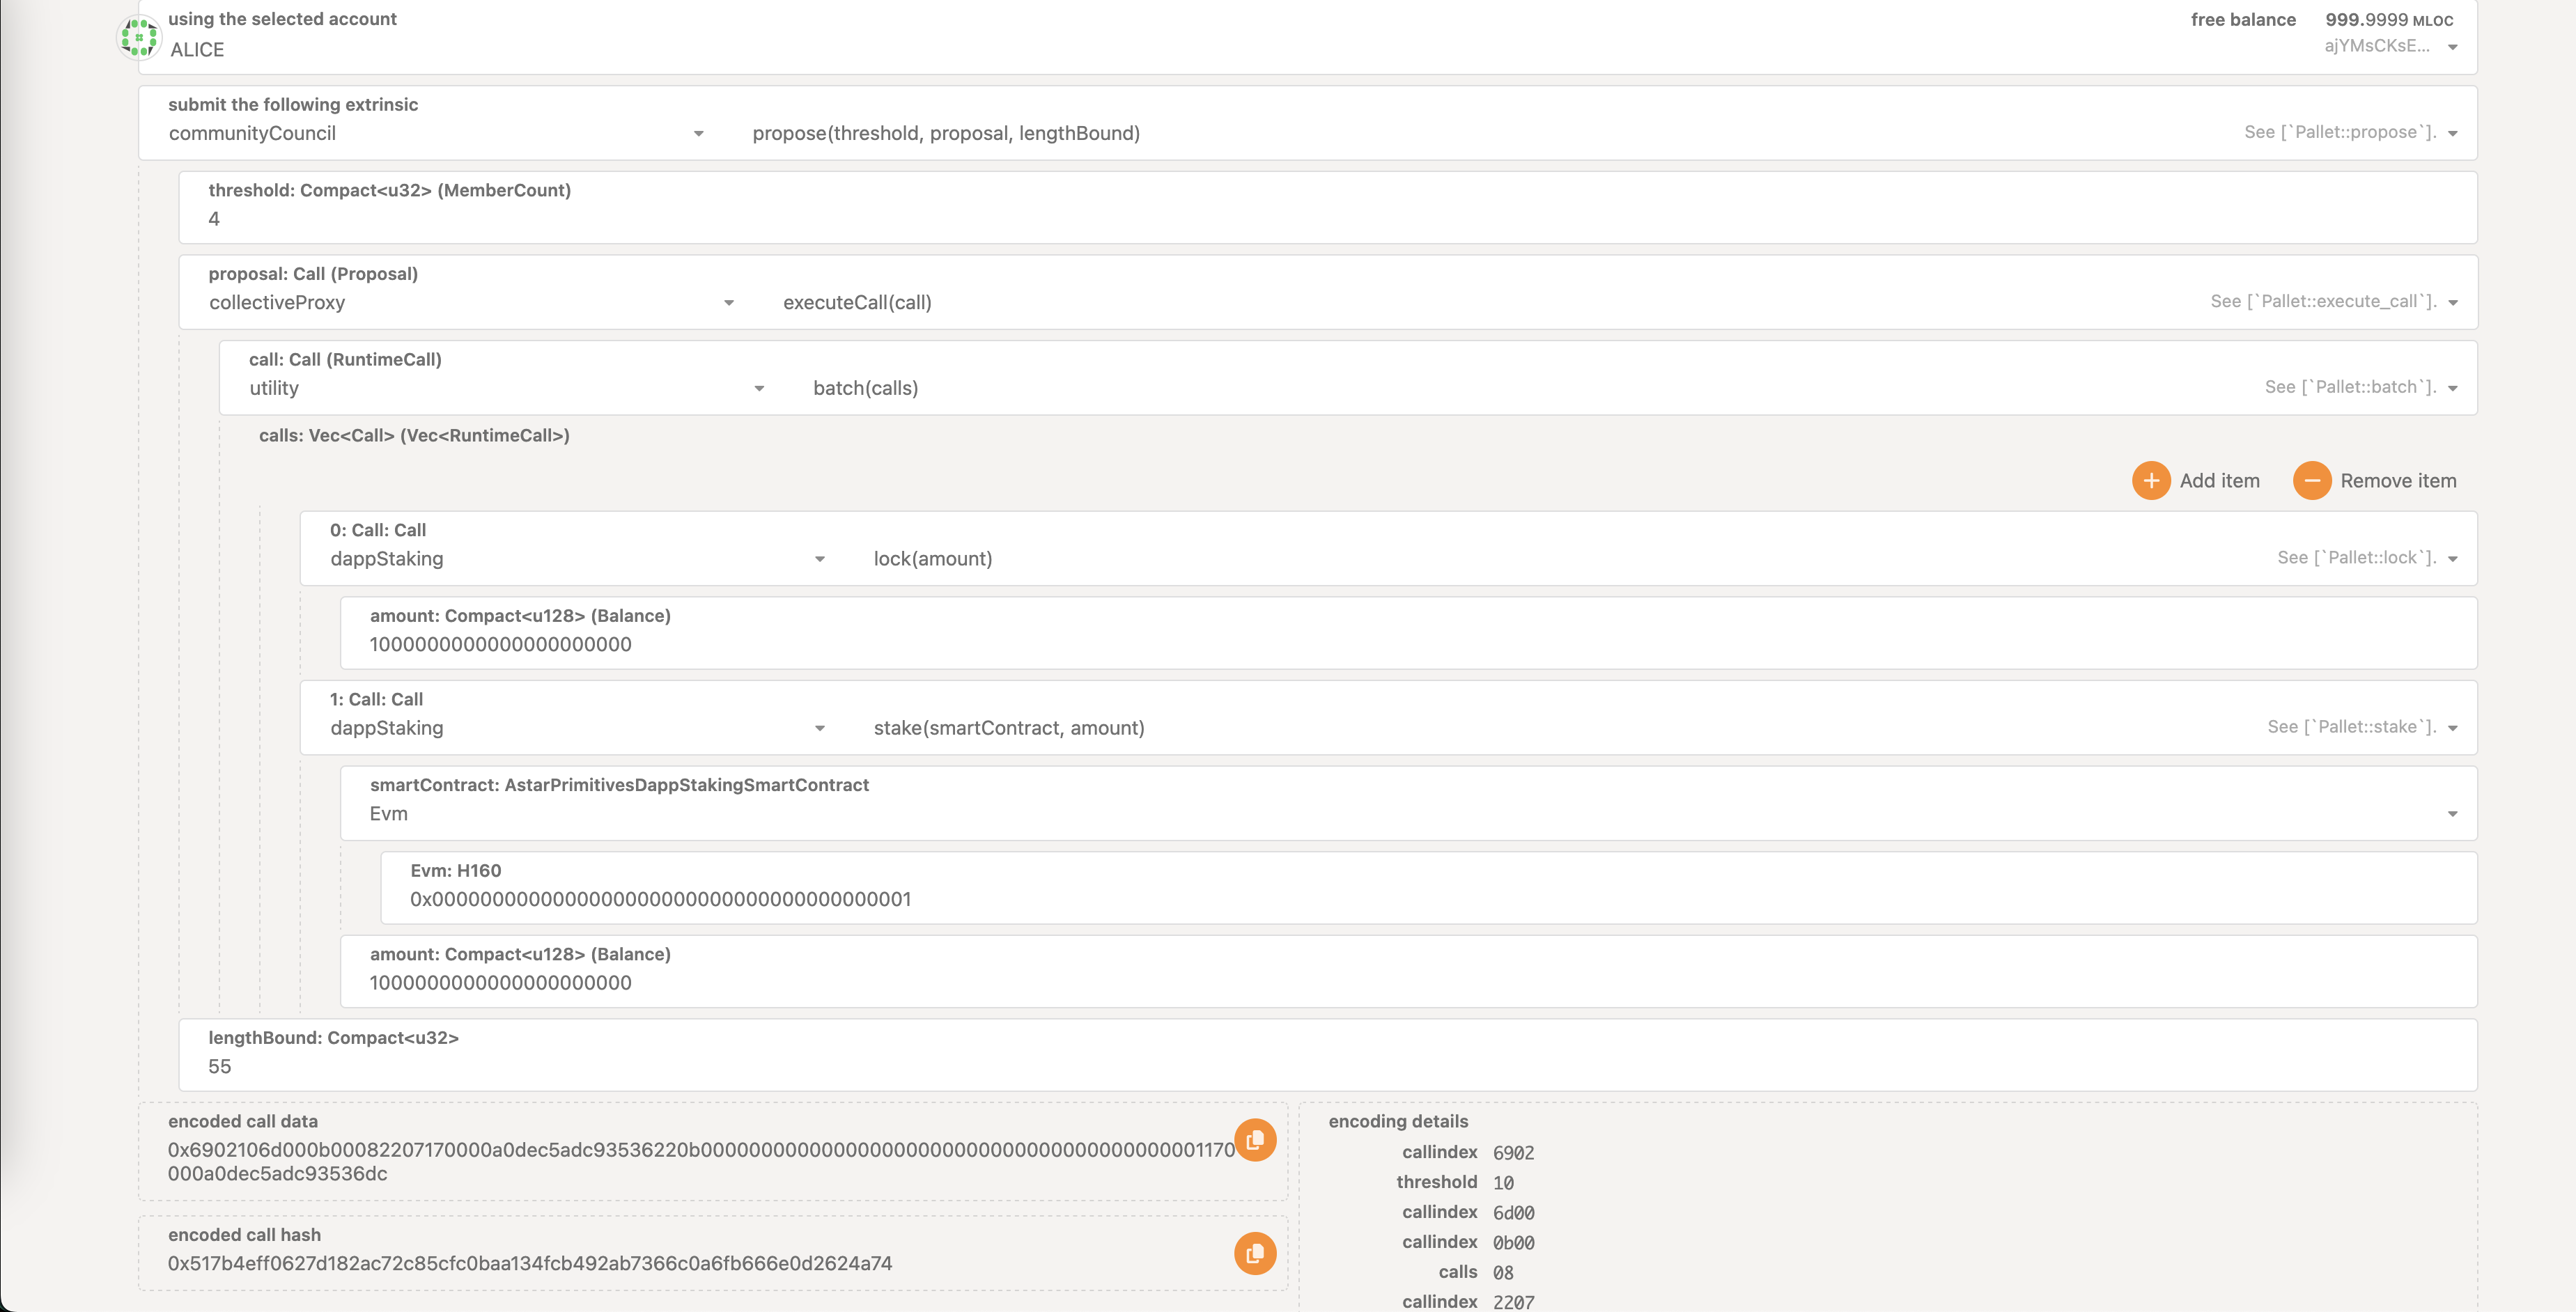 using the selected account
free balance 999.9999 MLOC
ALICE
ajYMsCKsE...
submit the following extrinsic
communityCouncil
propose(threshold, proposal, lengthBound)
See [`Pallet::propose`].
threshold: Compact<u32> (MemberCount)
4
proposal: Call (Proposal)
collectiveProxy
executeCall(call)
See [`Pallet::execute_call`].
call: Call (RuntimeCall)
utility
batch(calls)
See [`Pallet::batch`].
calls: Vec<Call> (Vec<RuntimeCall>)
Add item
Remove item
0: Call: Call
dappStaking
lock(amount)
See [`Pallet::lock`].
amount: Compact<u128> (Balance)
1000000000000000000000
1: Call: Call
dappStaking
stake(smartContract, amount)
See [`Pallet::stake`].
smartContract: AstarPrimitivesDappStakingSmartContract
Evm
Evm: H160
0x0000000000000000000000000000000000000001
amount: Compact<u128> (Balance)
1000000000000000000000
lengthBound: Compact<u32>
55
encoded call data
0x6902106d000b00082207170000a0dec5adc93536220b000000000000000000000000000000000000000001170
000a0dec5adc93536dc
encoded call hash
0x517b4eff0627d182ac72c85cfc0baa134fcb492ab7366c0a6fb666e0d2624a74
encoding details
callindex 6902
threshold 10
callindex 6d00
callindex 0b00
calls 08
callindex 2207